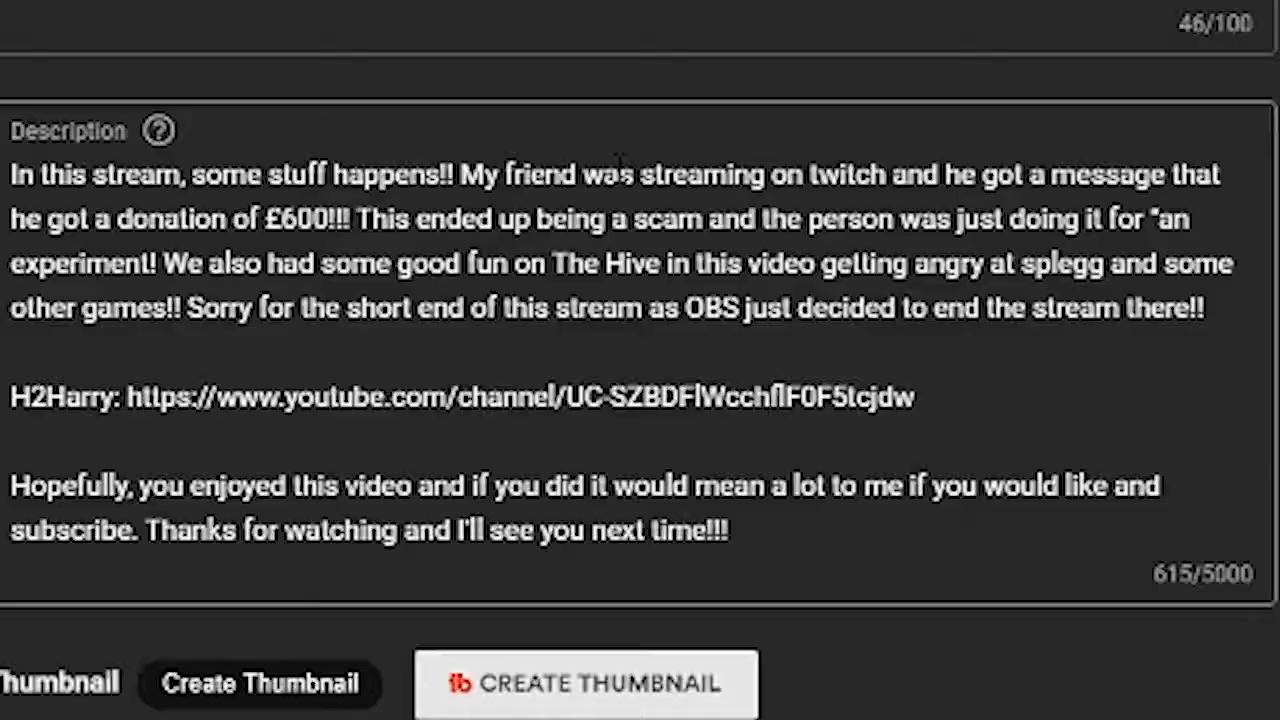 46/100
Description ?
In this stream, some stuff happens!! My friend was streaming on twitch and he got a message that
he got a donation of £600!!! This ended up being a scam and the person was just doing it for "an
experiment! We also had some good fun on The Hive in this video getting angry at splegg and some
other games!! Sorry for the short end of this stream as OBS just decided to end the stream there!!
H2Harry: https://www.youtube.com/channel/UC-SZBDFlWcchflF0F5tcjdw
Hopefully, you enjoyed this video and if you did it would mean a lot to me if you would like and
subscribe. Thanks for watching and I'll see you next time!!!
615/5000
Thumbnail Create Thumbnail tb CREATE THUMBNAIL